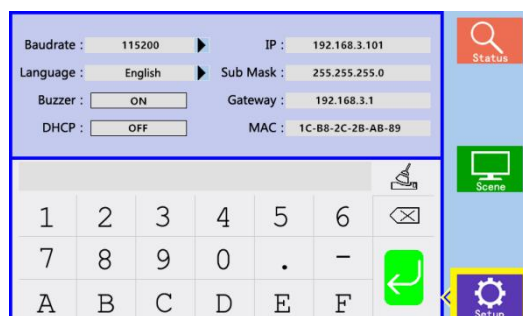 Baudrate : 115200 IP : 192.168.3.101
Language : English Sub Mask : 255.255.255.0
Buzzer : ON Gateway : 192.168.3.1
DHCP : OFF MAC : 1C-B8-2C-2B-AB-89
Status
Scene
1 2 3 4 5 6
7 8 9 0 . -
A B C D E F
Setup